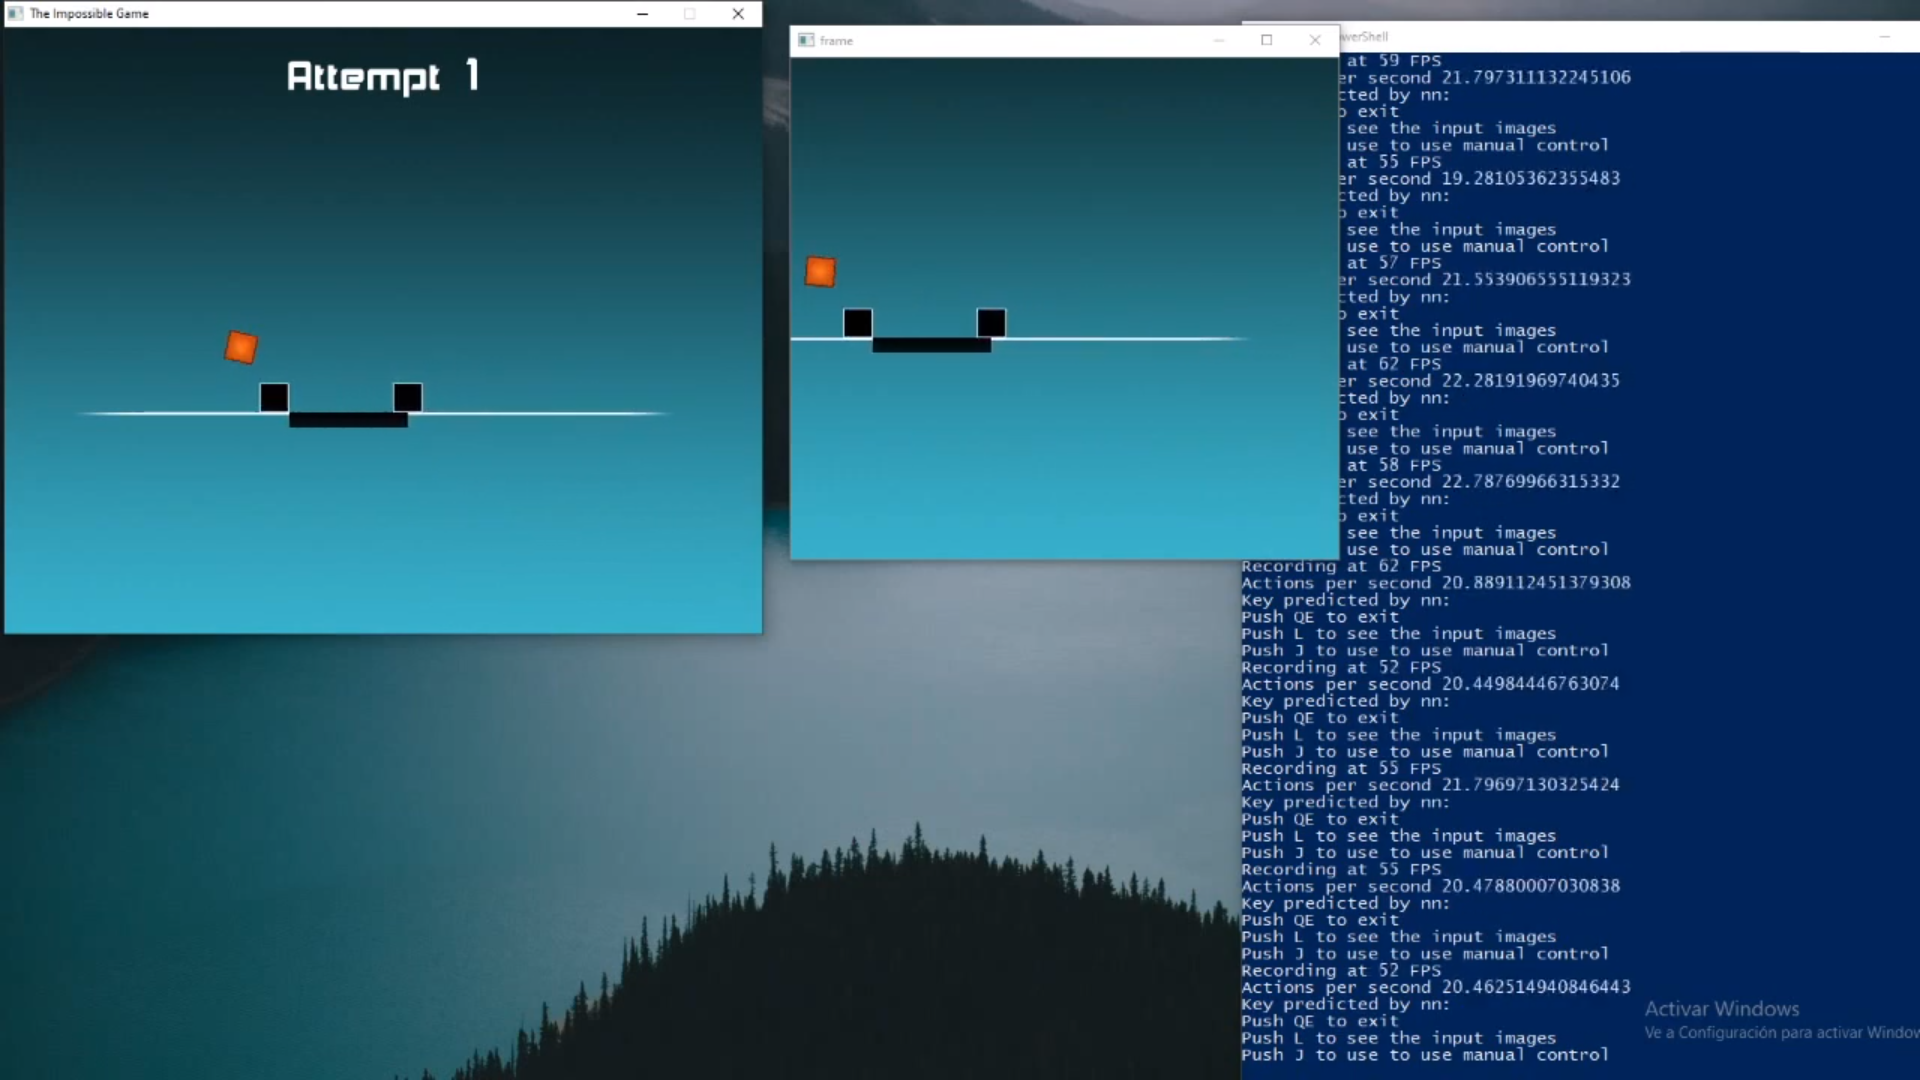 The Impossible Game
Attempt 1
frame
werShell
at 59 FPS
er second 21.797311132245106
cted by nn:
o exit
see the input images
use to use manual control
at 55 FPS
er second 19.28105362355483
cted by nn:
o exit
see the input images
use to use manual control
at 57 FPS
er second 21.553906555119323
cted by nn:
o exit
see the input images
use to use manual control
at 62 FPS
er second 22.28191969740435
cted by nn:
o exit
see the input images
use to use manual control
at 58 FPS
er second 22.78769966315332
cted by nn:
o exit
see the input images
use to use manual control
Recording at 62 FPS
Actions per second 20.889112451379308
Key predicted by nn:
Push QE to exit
Push L to see the input images
Push J to use to use manual control
Recording at 52 FPS
Actions per second 20.44984446763074
Key predicted by nn:
Push QE to exit
Push L to see the input images
Push J to use to use manual control
Recording at 55 FPS
Actions per second 21.79697130325424
Key predicted by nn:
Push QE to exit
Push L to see the input images
Push J to use to use manual control
Recording at 55 FPS
Actions per second 20.47880007030838
Key predicted by nn:
Push QE to exit
Push L to see the input images
Push J to use to use manual control
Recording at 52 FPS
Actions per second 20.462514940846443
Key predicted by nn:
Push QE to exit
Push L to see the input images
Push J to use to use manual control
Activar Windows
Ve a Configuración para activar Window